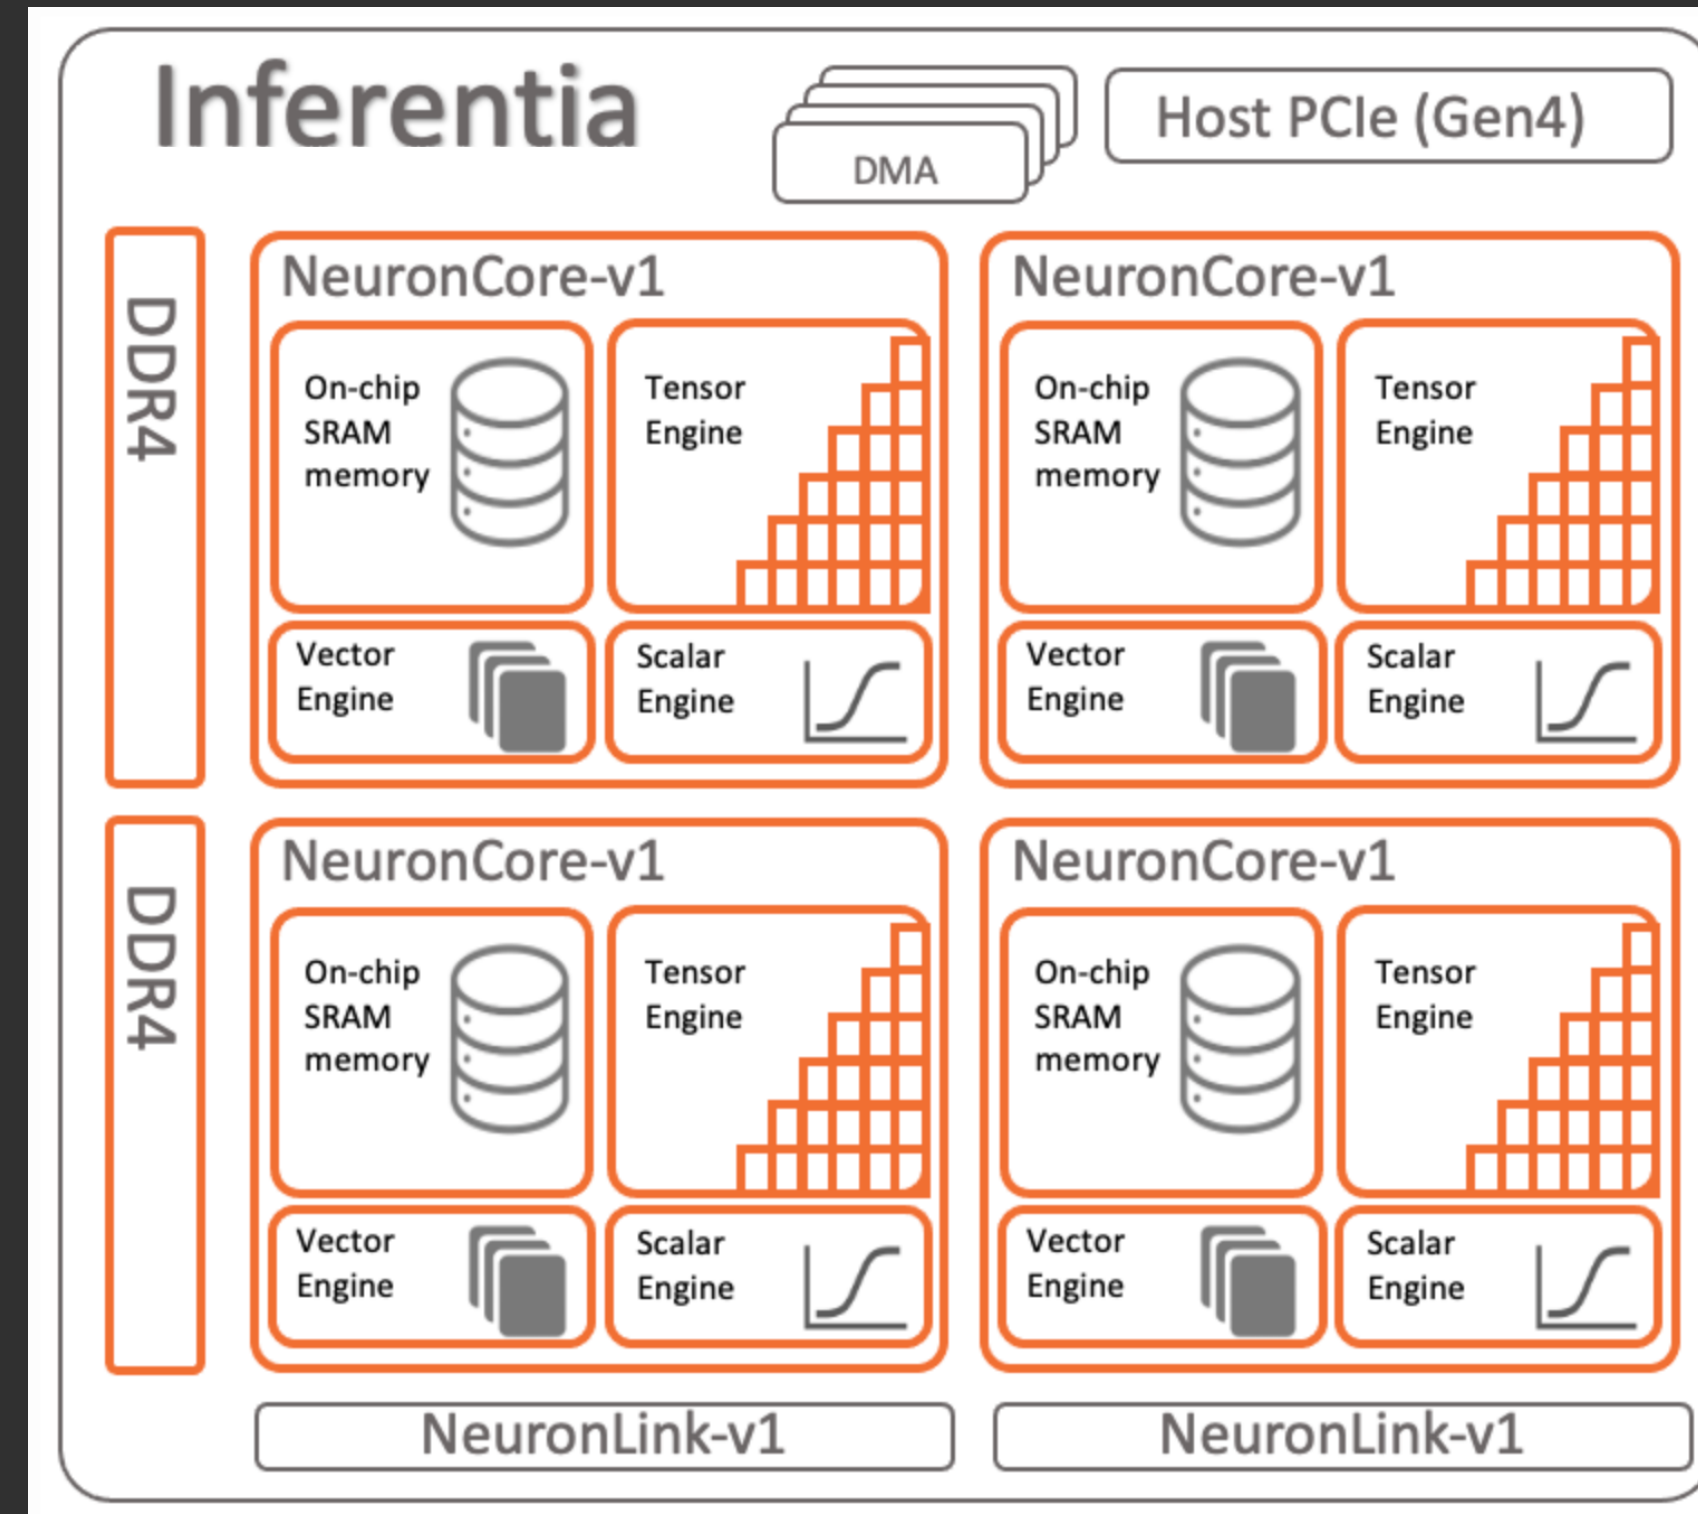 Inferentia
DMA
Host PCIe (Gen4)
DDR4
NeuronCore-v1
On-chip
SRAM
memory
Tensor
Engine
Vector
Engine
Scalar
Engine
NeuronCore-v1
On-chip
SRAM
memory
Tensor
Engine
Vector
Engine
Scalar
Engine
DDR4
NeuronCore-v1
On-chip
SRAM
memory
Tensor
Engine
Vector
Engine
Scalar
Engine
NeuronCore-v1
On-chip
SRAM
memory
Tensor
Engine
Vector
Engine
Scalar
Engine
NeuronLink-v1
NeuronLink-v1